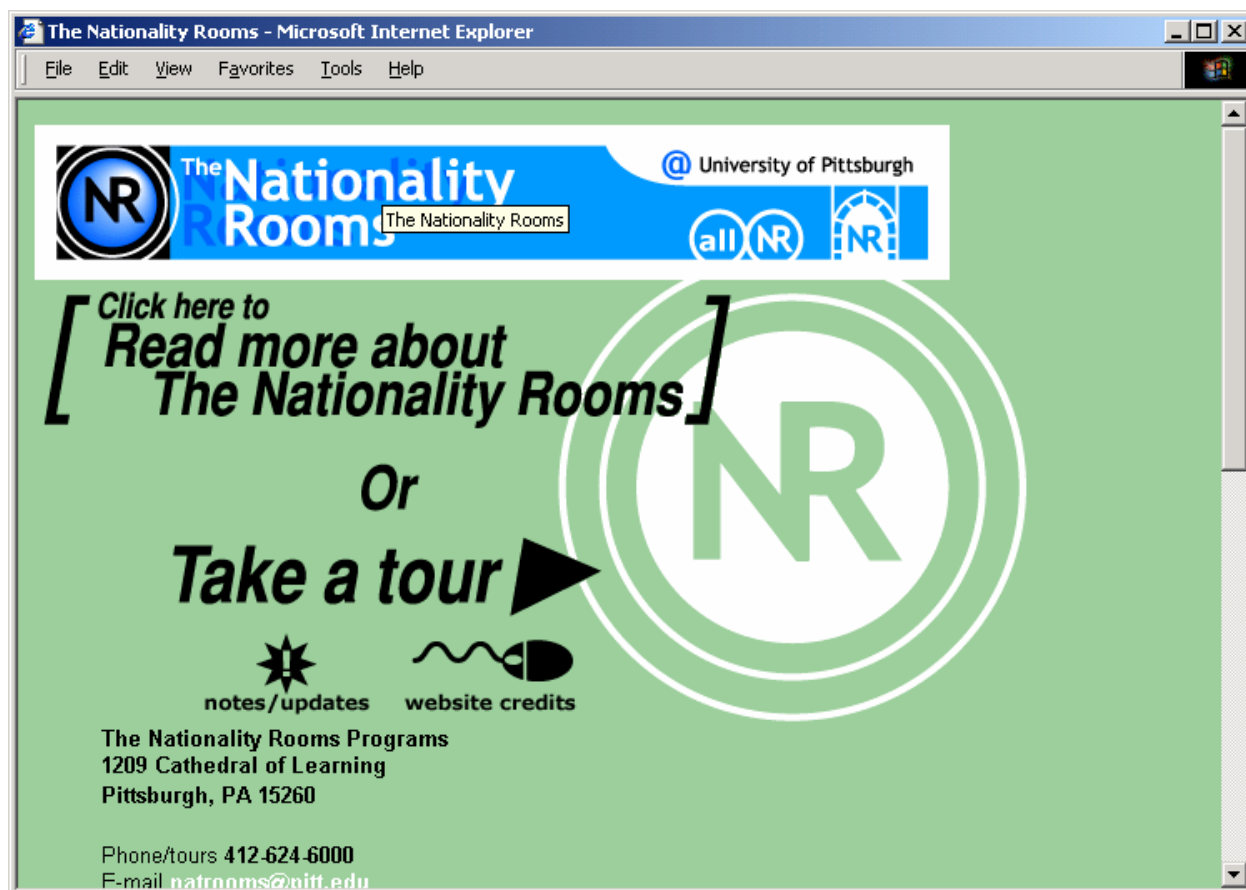 The Nationality Rooms - Microsoft Internet Explorer
File Edit View Favorites Tools Help
NR
The Nationality
Rooms
The Nationality Rooms
@ University of Pittsburgh
all NR
NR
Click here to
Read more about
The Nationality Rooms
NR
Or
Take a tour
!
notes/updates
website credits
The Nationality Rooms Programs
1209 Cathedral of Learning
Pittsburgh, PA 15260
Phone/tours 412-624-6000
E-mail natrooms@pitt.edu